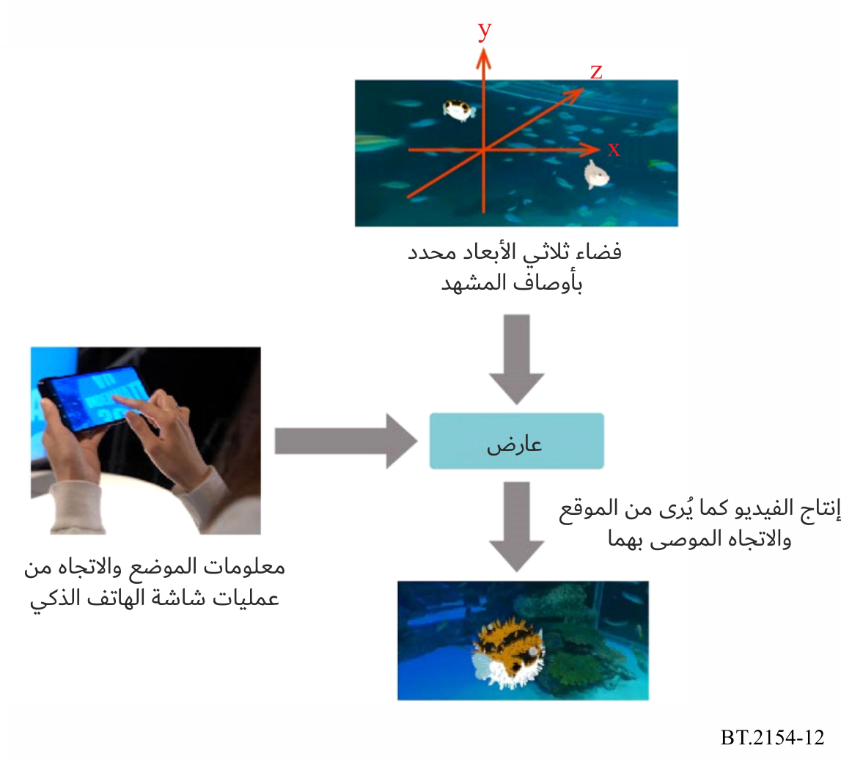 y
z
x
فضاء ثلاثي الأبعاد محدد
بأوصاف المشهد
عارض
إنتاج الفيديو كما يُرى من الموقع
والاتجاه الموصى بهما
معلومات الموضع والاتجاه من
عمليات شاشة الهاتف الذكي
BT.2154-12